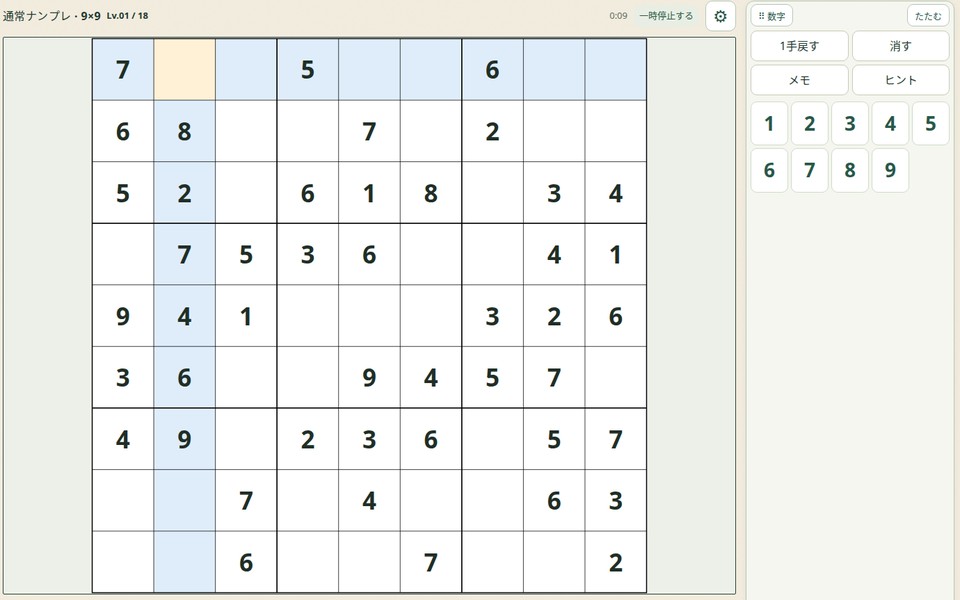 通常ナンプレ · 9×9 Lv.01 / 18 0:09 一時停止する ⚙
⠿ 数字 たたむ
1手戻す 消す
メモ ヒント
1 2 3 4 5
6 7 8 9
7 5 6
6 8 7 2
5 2 6 1 8 3 4
7 5 3 6 4 1
9 4 1 3 2 6
3 6 9 4 5 7
4 9 2 3 6 5 7
7 4 6 3
6 7 2